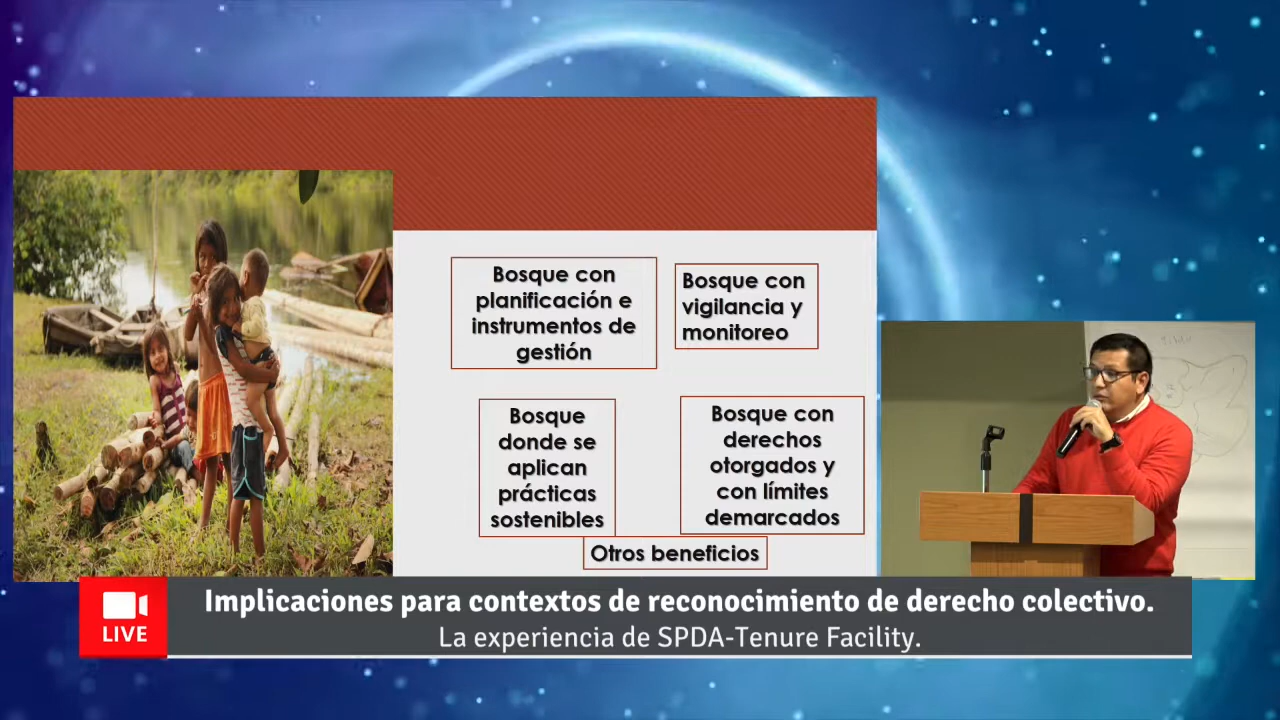 Bosque con
planificación e
instrumentos de
gestión
Bosque con
vigilancia y
monitoreo
Bosque
donde se
aplican
prácticas
sostenibles
Bosque con
derechos
otorgados y
con límites
demarcados
Otros beneficios
LIVE
Implicaciones para contextos de reconocimiento de derecho colectivo.
La experiencia de SPDA-Tenure Facility.